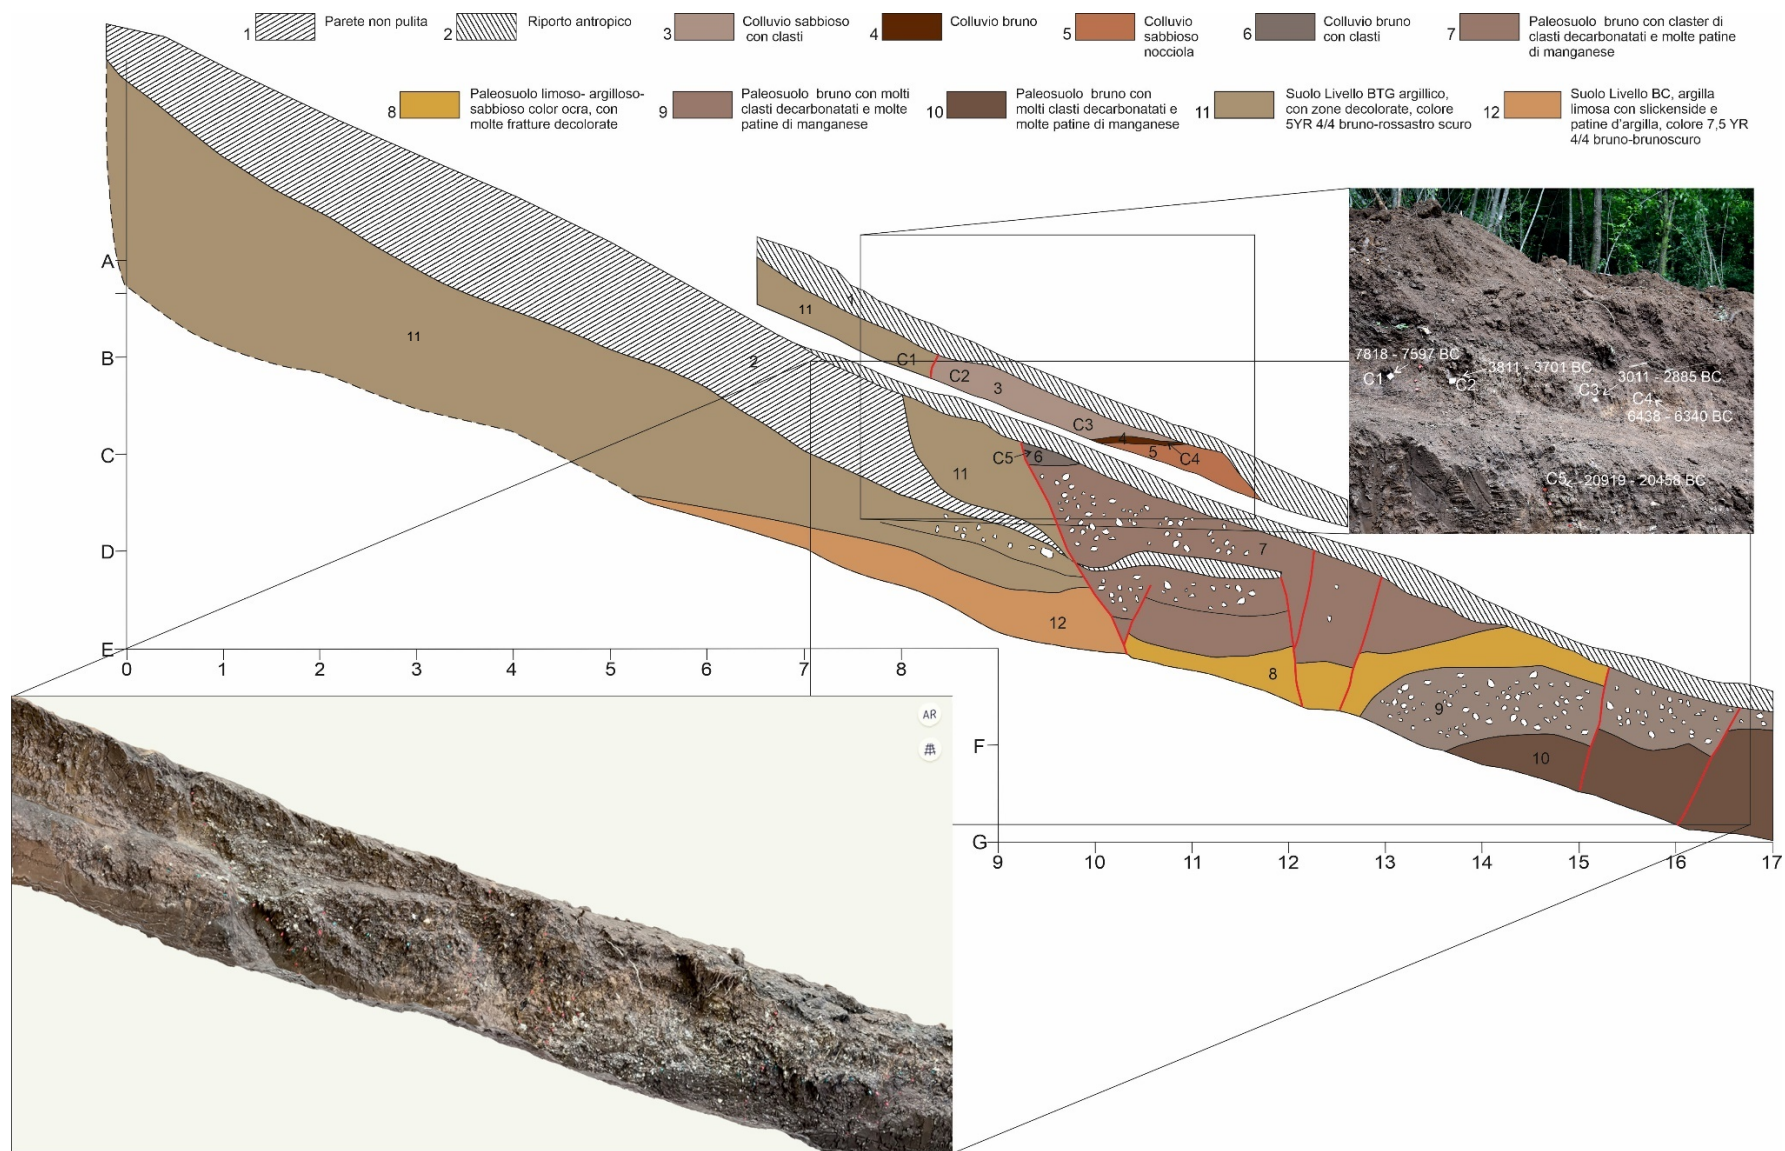 1 Parete non pulita
2 Riporto antropico
3 Colluvio sabbioso
con clasti
4 Colluvio bruno
5 Colluvio
sabbioso
nocciola
6 Colluvio bruno
con clasti
7 Paleosuolo bruno con claster di
clasti decarbonatati e molte patine
di manganese
8 Paleosuolo limoso- argilloso-
sabbioso color ocra, con
molte fratture decolorate
9 Paleosuolo bruno con molti
clasti decarbonatati e molte
patine di manganese
10 Paleosuolo bruno con
molti clasti decarbonatati e
molte patine di manganese
11 Suolo Livello BTG argillico,
con zone decolorate, colore
5YR 4/4 bruno-rossastro scuro
12 Suolo Livello BC, argilla
limosa con slickenside e
patine d'argilla, colore 7,5 YR
4/4 bruno-brunoscuro
A
B
C
D
E
F
G
0 1 2 3 4 5 6 7 8
9 10 11 12 13 14 15 16 17
11
2
1
11
C1
C2
3
C3
4
5
C4
C5
6
11
7
12
8
9
10
7818 - 7597 BC
C1
3811 - 3701 BC
C2
3011 - 2885 BC
C3
C4
6438 - 6340 BC
C5
20919 - 20458 BC
AR